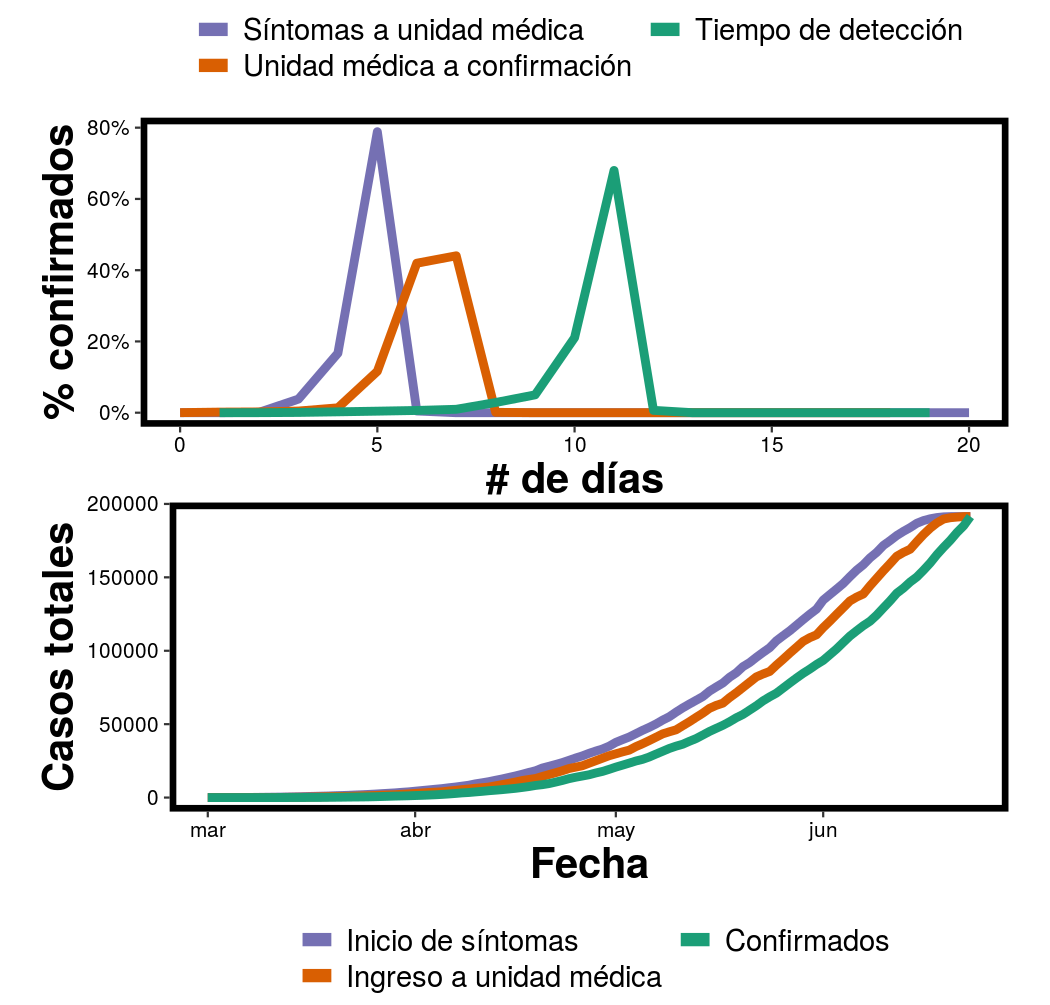 Síntomas a unidad médica
Tiempo de detección
Unidad médica a confirmación
% confirmados
80%
60%
40%
20%
0%
0
5
10
15
20
# de días
Casos totales
200000
150000
100000
50000
0
mar
abr
may
jun
Fecha
Inicio de síntomas
Confirmados
Ingreso a unidad médica